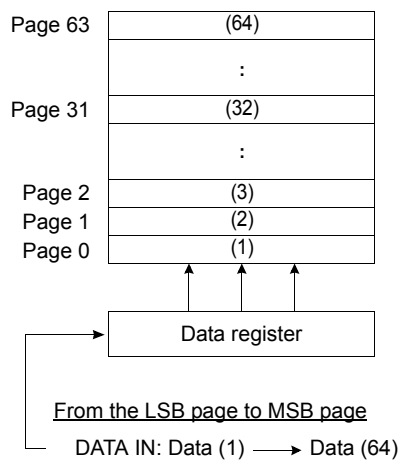 Page 63 (64)
:
Page 31 (32)
:
Page 2 (3)
Page 1 (2)
Page 0 (1)
Data register
From the LSB page to MSB page
DATA IN: Data (1) Data (64)